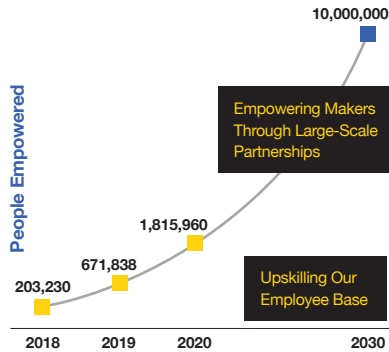 10,000,000
People Empowered
Empowering Makers
Through Large-Scale
Partnerships
1,815,960
671,838
203,230
Upskilling Our
Employee Base
2018 2019 2020 2030